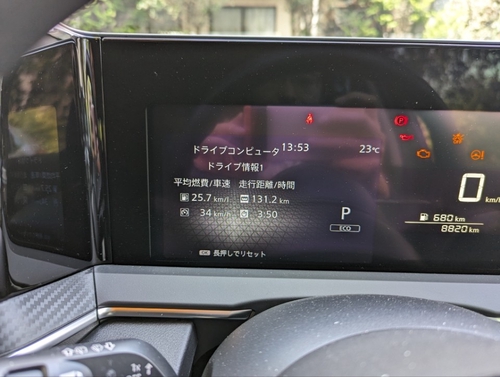 ドライブコンピュータ 13:53 23℃
ドライブ情報1
平均燃費/車速 走行距離/時間
25.7 km/L 131.2 km
34 km/h 3:50
0 km/h
P
ECO
680 km
8820 km
OK 長押しでリセット
1x